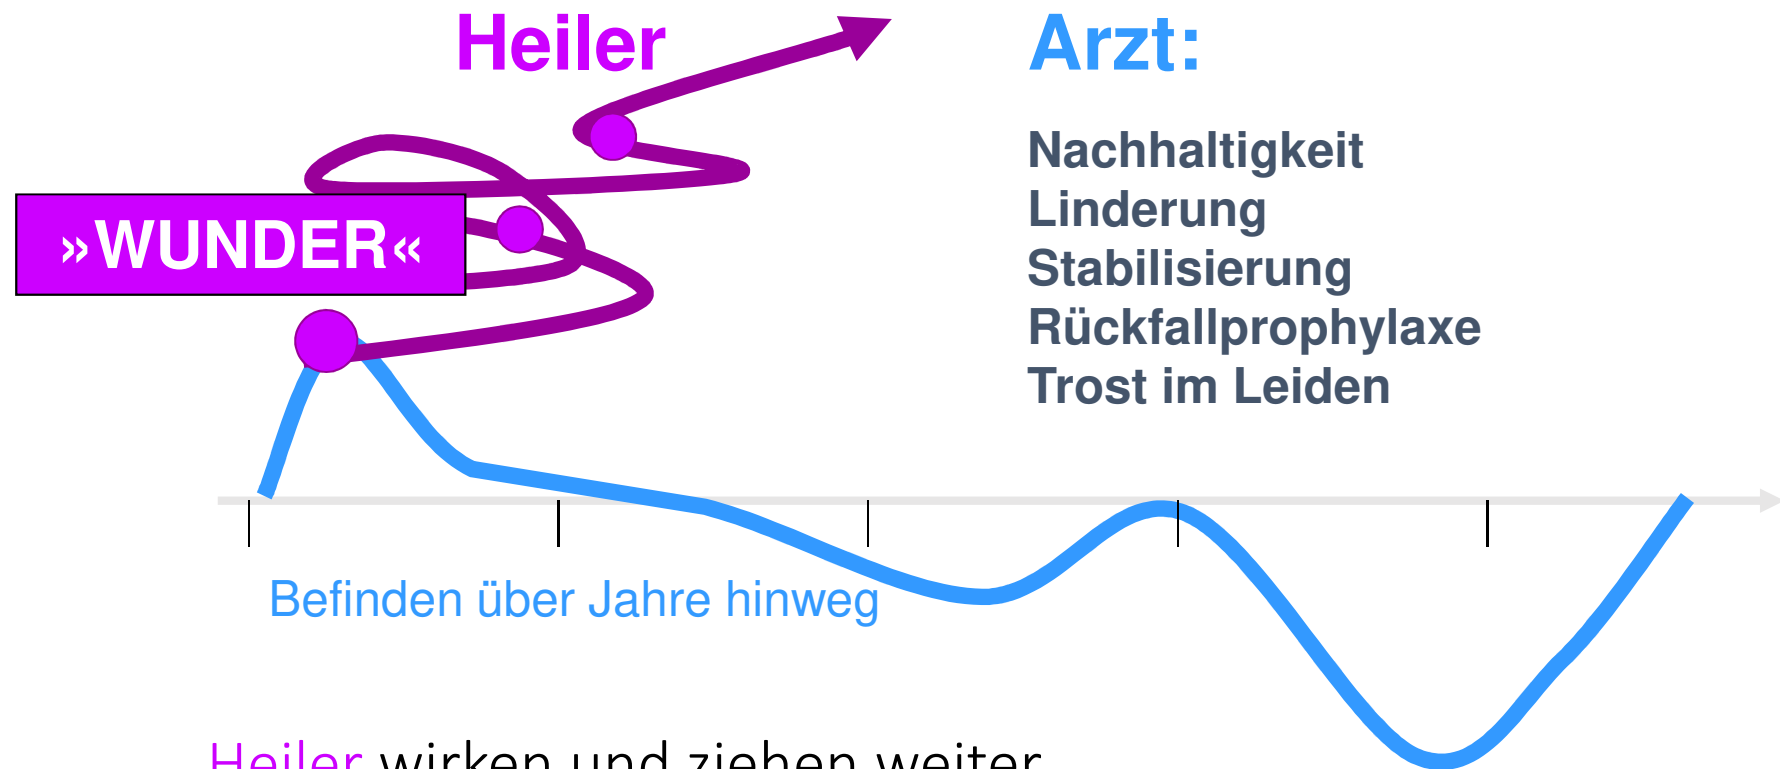 Heiler
Arzt:
Nachhaltigkeit
Linderung
Stabilisierung
Rückfallprophylaxe
Trost im Leiden
»WUNDER«
Befinden über Jahre hinweg
Heiler wirken und ziehen weiter